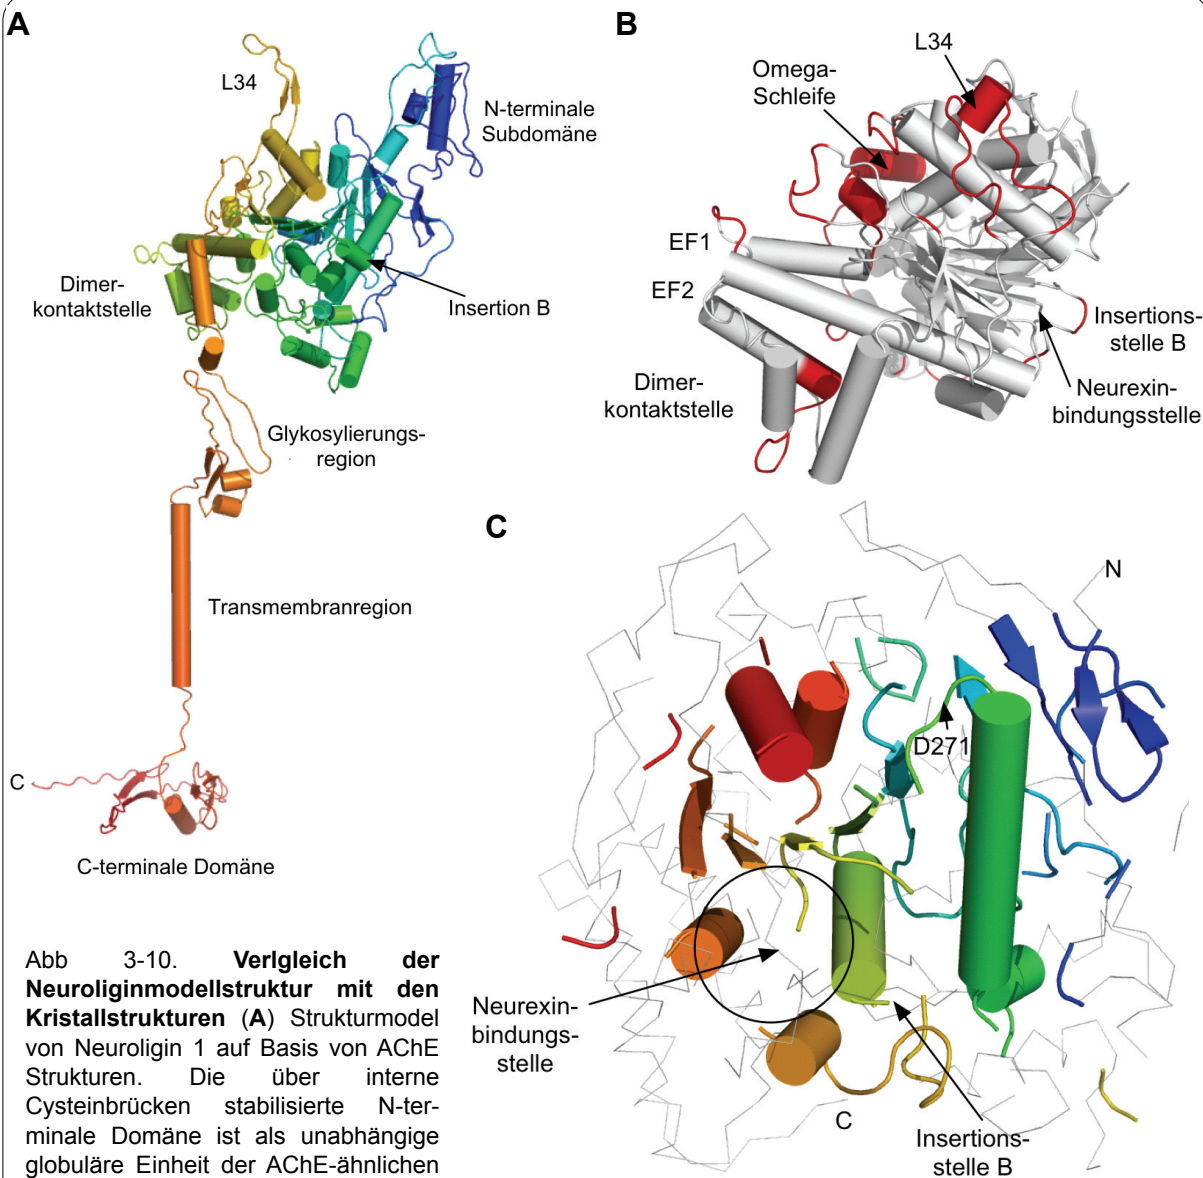 A
L34
N-terminale
Subdomäne
Dimer-
kontaktstelle
Insertion B
Glykosylierungs-
region
Transmembranregion
C
C-terminale Domäne
B
L34
Omega-
Schleife
EF1
EF2
Insertions-
stelle B
Dimer-
kontaktstelle
Neurexin-
bindungsstelle
C
N
D271
Neurexin-
bindungs-
stelle
C
Insertions-
stelle B
Abb 3-10. Verlgleich der
Neuroliginmodellstruktur mit den
Kristallstrukturen (A) Strukturmodel
von Neuroligin 1 auf Basis von AChE
Strukturen. Die über interne
Cysteinbrücken stabilisierte N-ter-
minale Domäne ist als unabhängige
globuläre Einheit der AChE-ähnlichen